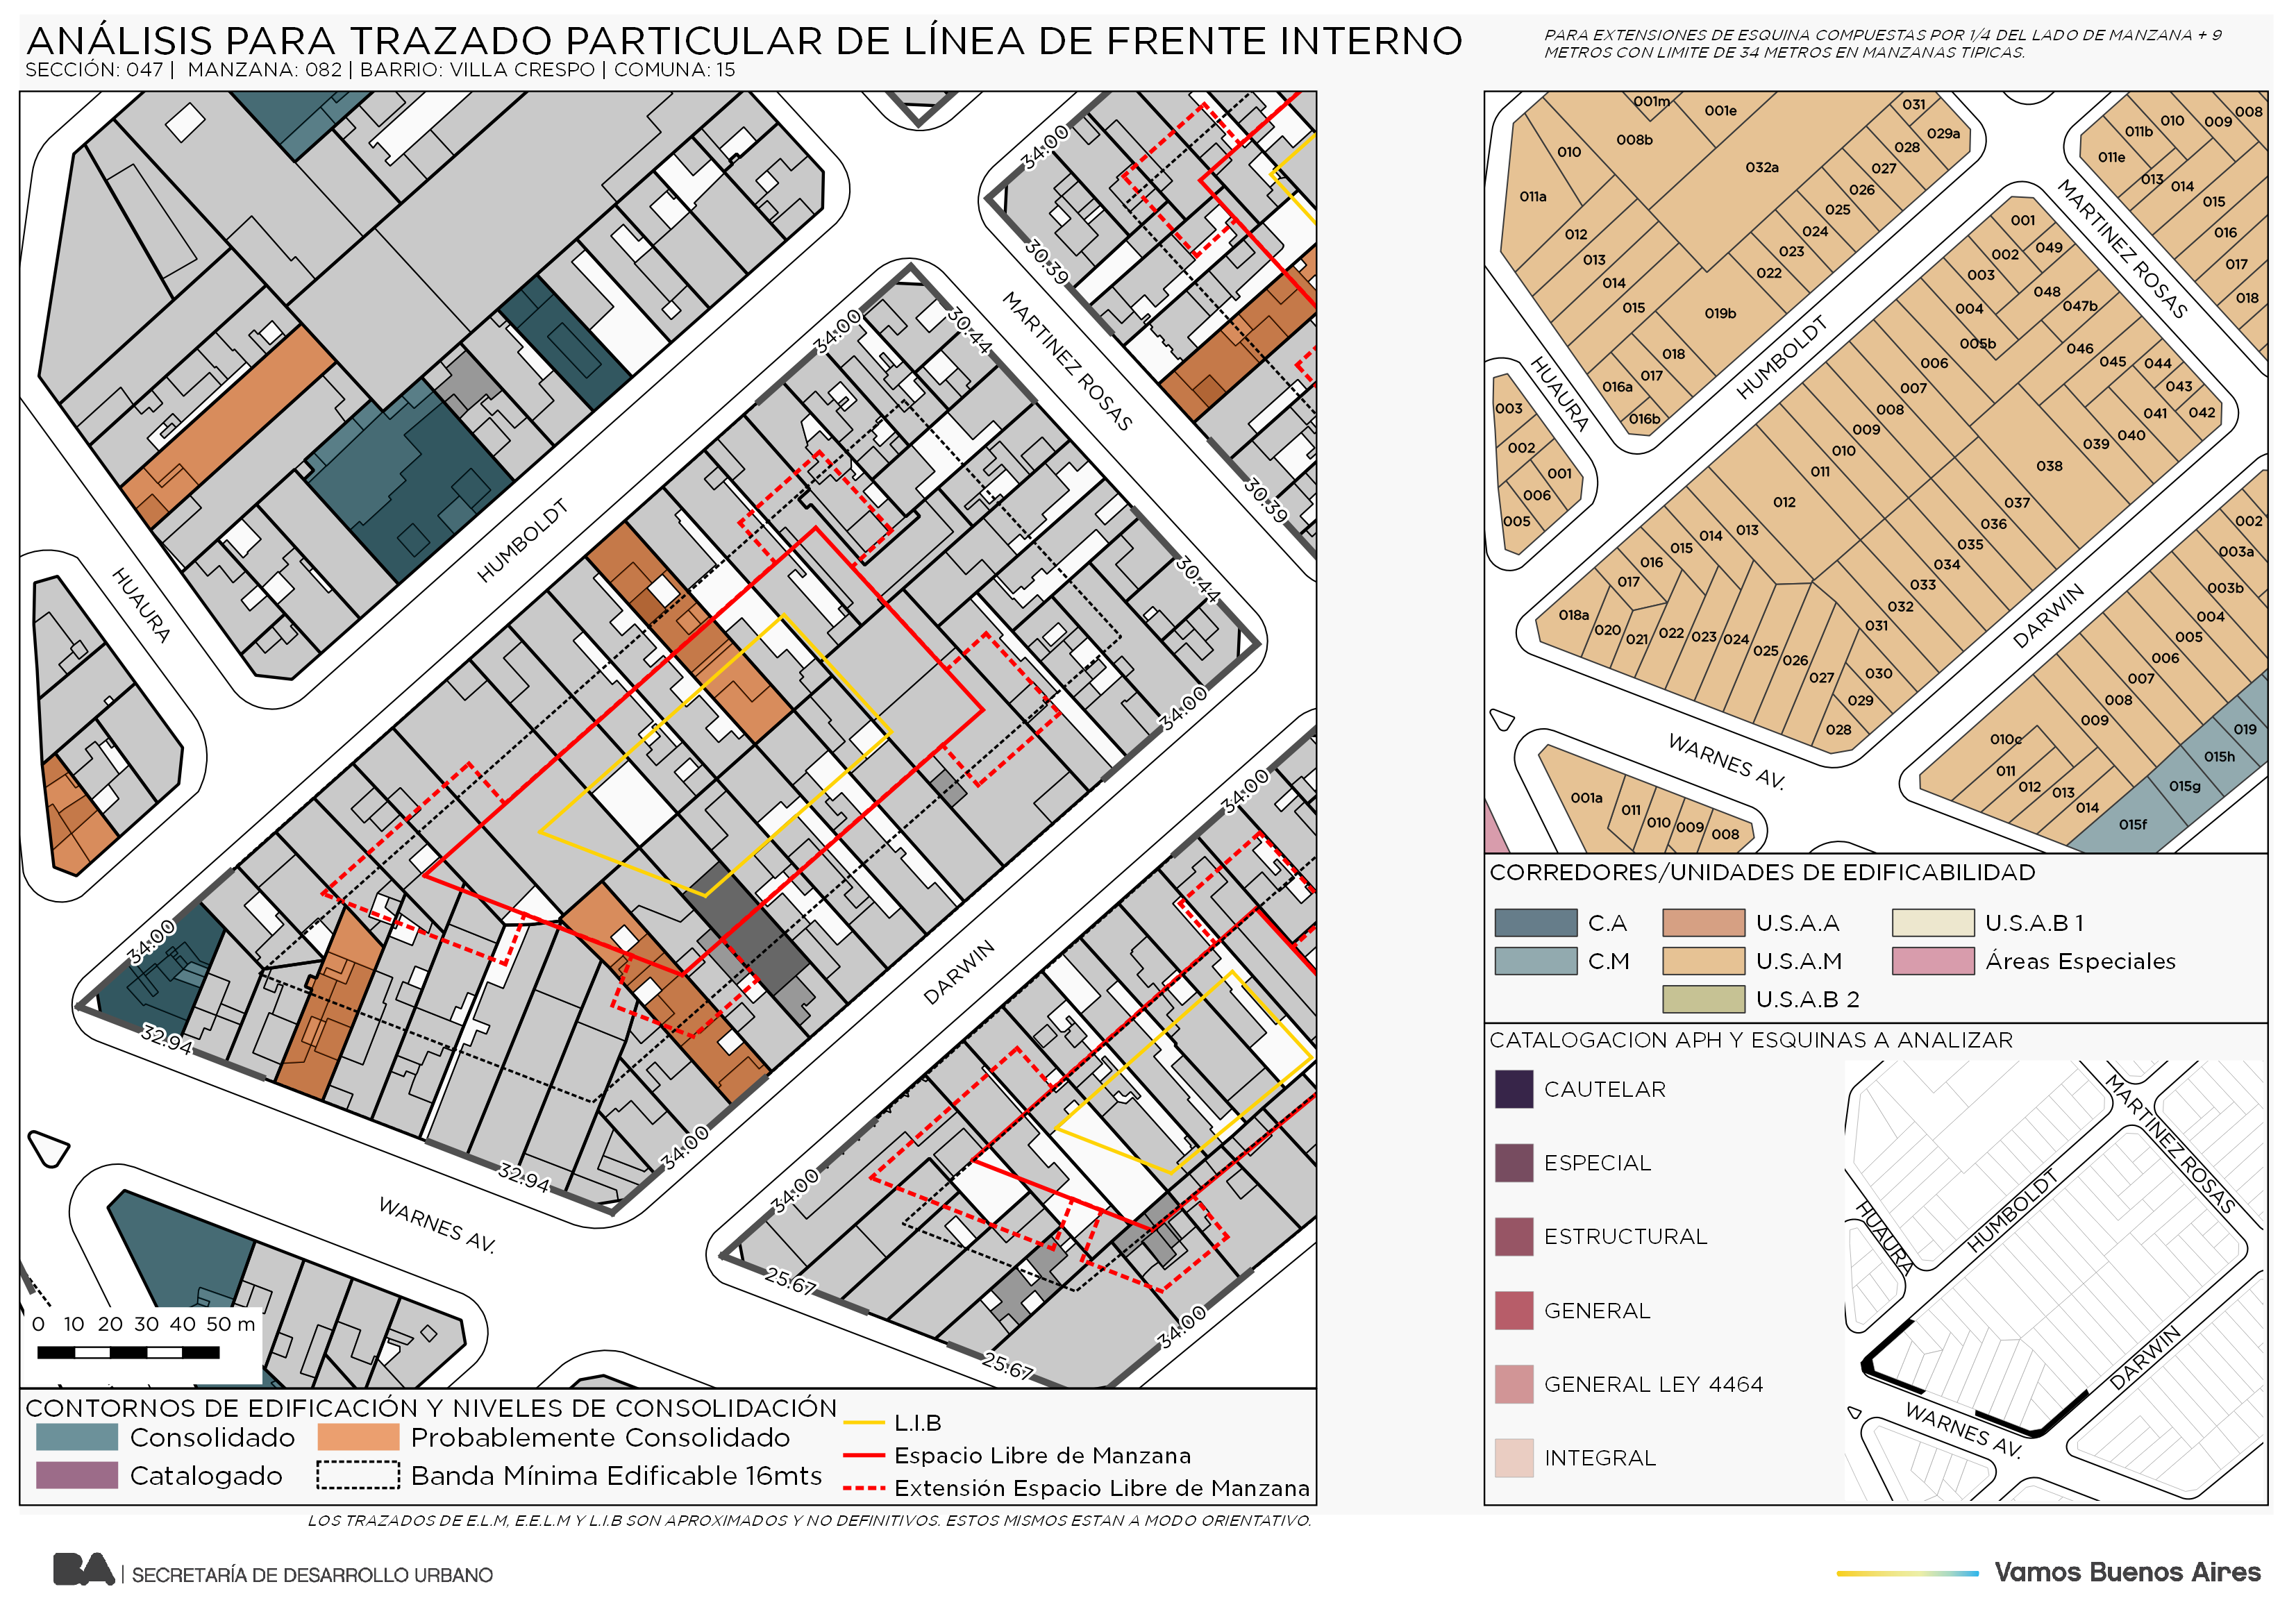 ANÁLISIS PARA TRAZADO PARTICULAR DE LÍNEA DE FRENTE INTERNO
SECCIÓN: 047 | MANZANA: 082 | BARRIO: VILLA CRESPO | COMUNA: 15
PARA EXTENSIONES DE ESQUINA COMPUESTAS POR 1/4 DEL LADO DE MANZANA + 9
METROS CON LIMITE DE 34 METROS EN MANZANAS TIPICAS.
34.00
30.39
MARTINEZ ROSAS
34.00
30.44
30.39
HUMBOLDT
HUAURA
30.44
34.00
34.00
34.00
DARWIN
32.94
34.00
32.94
34.00
WARNES AV.
25.67
34.00
25.67
0 10 20 30 40 50 m
CONTORNOS DE EDIFICACIÓN Y NIVELES DE CONSOLIDACIÓN
Consolidado
Probablemente Consolidado
Catalogado
Banda Mínima Edificable 16mts
L.I.B
Espacio Libre de Manzana
Extensión Espacio Libre de Manzana
001m
001e
031
008b
029a
010
028
032a
027
011a
026
025
012
024
013
023
014
022
015
019b
018
016a
017
016b
010
009
008
011b
011e
013
014
015
016
017
018
MARTINEZ ROSAS
HUMBOLDT
HUAURA
003
002
001
006
005
001
049
002
003
048
004
047b
005b
046
045
044
006
043
007
041
042
008
040
009
039
010
038
011
012
037
036
013
014
035
015
034
016
033
017
032
018a
020
021
022
023
024
025
026
027
031
030
029
028
DARWIN
WARNES AV.
002
003a
003b
004
005
006
007
008
009
010c
011
012
013
014
019
015h
015g
015f
001a
011
010
009
008
CORREDORES/UNIDADES DE EDIFICABILIDAD
C.A
U.S.A.A
U.S.A.B 1
C.M
U.S.A.M
Áreas Especiales
U.S.A.B 2
CATALOGACION APH Y ESQUINAS A ANALIZAR
CAUTELAR
ESPECIAL
ESTRUCTURAL
GENERAL
GENERAL LEY 4464
INTEGRAL
MARTINEZ ROSAS
HUMBOLDT
HUAURA
DARWIN
WARNES AV.
LOS TRAZADOS DE E.L.M, E.E.L.M Y L.I.B SON APROXIMADOS Y NO DEFINITIVOS. ESTOS MISMOS ESTAN A MODO ORIENTATIVO.
BA | SECRETARÍA DE DESARROLLO URBANO
Vamos Buenos Aires